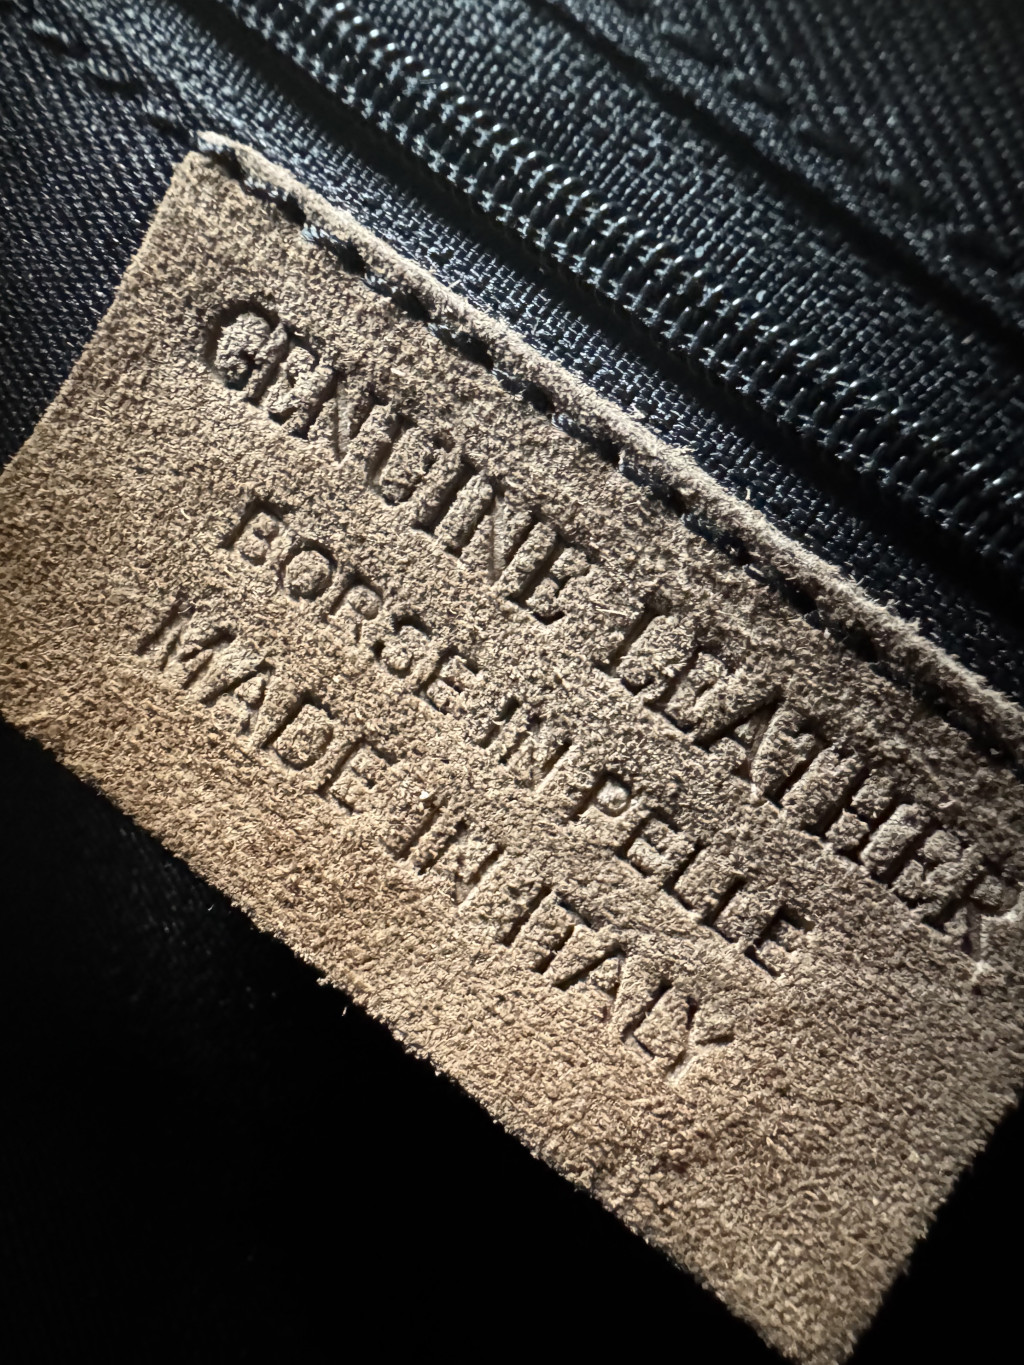 GENUINE LEATHER
BORSE IN PELLE
MADE IN ITALY